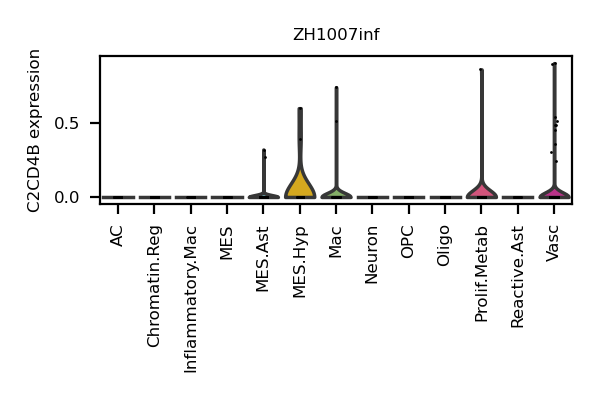 ZH1007inf
C2CD4B expression
0.5
0.0
AC
Chromatin.Reg
Inflammatory.Mac
MES
MES.Ast
MES.Hyp
Mac
Neuron
OPC
Oligo
Prolif.Metab
Reactive.Ast
Vasc